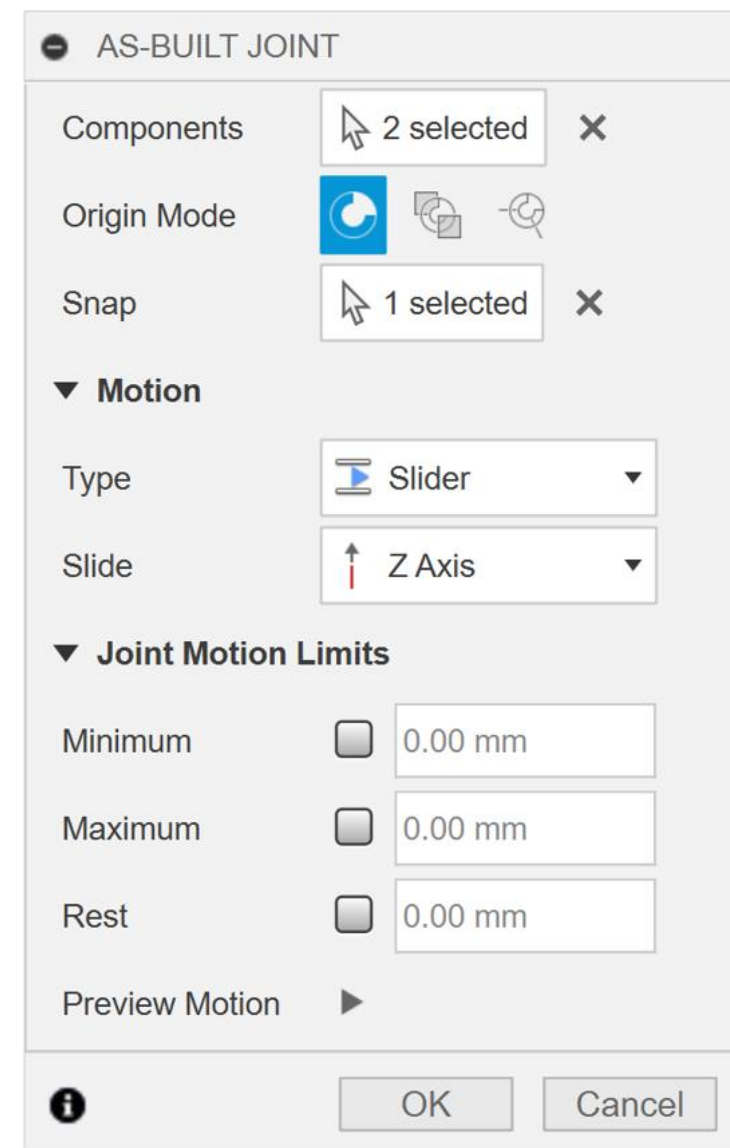 AS-BUILT JOINT
Components 2 selected
Origin Mode
Snap 1 selected
Motion
Type Slider
Slide Z Axis
Joint Motion Limits
Minimum 0.00 mm
Maximum 0.00 mm
Rest 0.00 mm
Preview Motion
OK Cancel